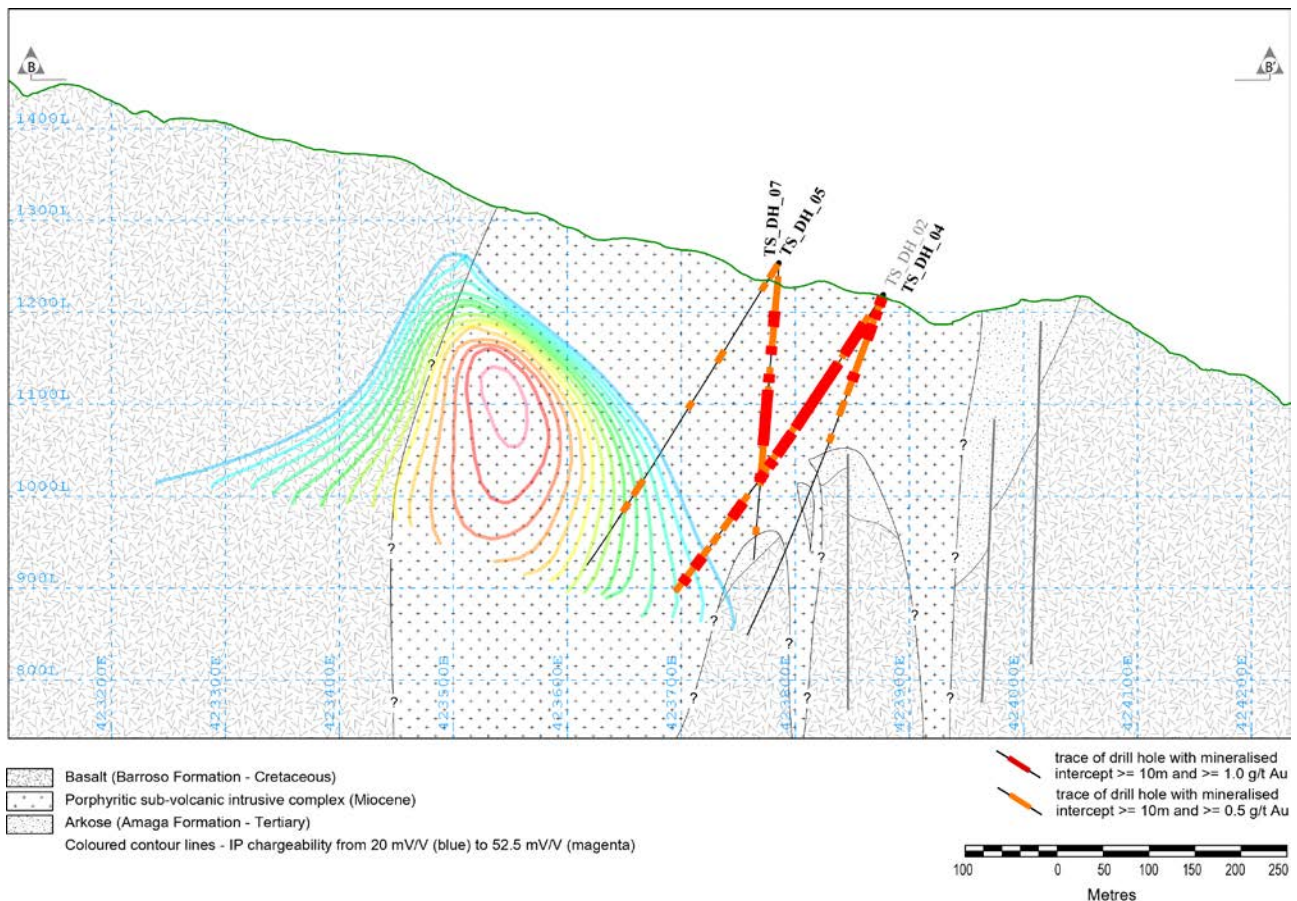 B
B'
1400L
1300L
1200L
1100L
1000L
900L
800L
TS_DH_07
TS_DH_05
TS_DH_02
TS_DH_04
?
?
?
?
?
?
?
?
?
?
?
?
423200E
423300E
423400E
423500E
423600E
423700E
423800E
423900E
424000E
424100E
424200E
Basalt (Barroso Formation - Cretaceous)
Porphyritic sub-volcanic intrusive complex (Miocene)
Arkose (Amaga Formation - Tertiary)
Coloured contour lines - IP chargeability from 20 mV/V (blue) to 52.5 mV/V (magenta)
trace of drill hole with mineralised
intercept >= 10m and >= 1.0 g/t Au
trace of drill hole with mineralised
intercept >= 10m and >= 0.5 g/t Au
100 50 0 50 100 150 200 250
Metres